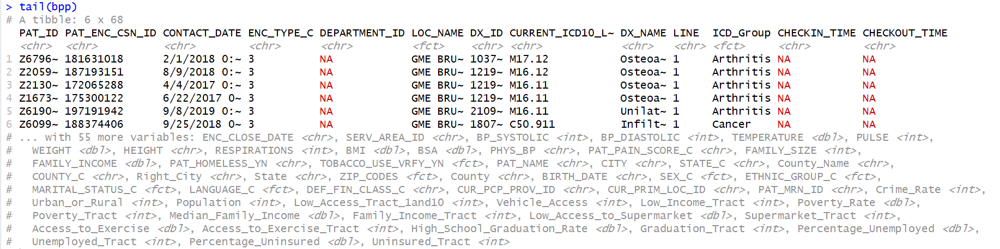 > tail(bpp)
# A tibble: 6 x 68
PAT_ID PAT_ENC_CSN_ID CONTACT_DATE ENC_TYPE_C DEPARTMENT_ID LOC_NAME DX_ID CURRENT_ICD10_L~ DX_NAME LINE ICD_Group CHECKIN_TIME CHECKOUT_TIME
<chr> <chr> <chr> <chr> <chr> <fct> <chr> <chr> <chr> <chr> <fct> <chr> <chr>
1 Z6796~ 181631018 2/1/2018 0:~ 3 NA GME BRU~ 1037~ M17.12 Osteoa~ 1 Arthritis NA NA
2 Z2059~ 187193151 8/9/2018 0:~ 3 NA GME BRU~ 1219~ M16.12 Osteoa~ 1 Arthritis NA NA
3 Z2130~ 172065288 4/4/2017 0:~ 3 NA GME BRU~ 1219~ M16.11 Osteoa~ 1 Arthritis NA NA
4 Z1673~ 175300122 6/22/2017 0~ 3 NA GME BRU~ 1219~ M16.11 Osteoa~ 1 Arthritis NA NA
5 Z6190~ 197191942 9/8/2019 0:~ 3 NA GME BRU~ 2109~ M16.11 Unilat~ 1 Arthritis NA NA
6 Z6099~ 188374406 9/25/2018 0~ 3 NA GME BRU~ 1807~ C50.911 Infilt~ 1 Cancer NA NA
# ... with 55 more variables: ENC_CLOSE_DATE <chr>, SERV_AREA_ID <chr>, BP_SYSTOLIC <int>, BP_DIASTOLIC <int>, TEMPERATURE <dbl>, PULSE <int>,
# WEIGHT <dbl>, HEIGHT <chr>, RESPIRATIONS <int>, BMI <dbl>, BSA <dbl>, PHYS_BP <chr>, PAT_PAIN_SCORE_C <chr>, FAMILY_SIZE <int>,
# FAMILY_INCOME <dbl>, PAT_HOMELESS_YN <chr>, TOBACCO_USE_VRFY_YN <fct>, PAT_NAME <chr>, CITY <chr>, STATE_C <chr>, County_Name <chr>,
# COUNTY_C <chr>, Right_City <chr>, State <chr>, ZIP_CODES <fct>, County <chr>, BIRTH_DATE <chr>, SEX_C <fct>, ETHNIC_GROUP_C <fct>,
# MARITAL_STATUS_C <fct>, LANGUAGE_C <fct>, DEF_FIN_CLASS_C <chr>, CUR_PCP_PROV_ID <chr>, CUR_PRIM_LOC_ID <chr>, PAT_MRN_ID <chr>, Crime_Rate <int>,
# Urban_or_Rural <int>, Population <int>, Low_Access_Tract_1and10 <int>, Vehicle_Access <int>, Low_Income_Tract <int>, Poverty_Rate <dbl>,
# Poverty_Tract <int>, Median_Family_Income <dbl>, Family_Income_Tract <int>, Low_Access_to_Supermarket <dbl>, Supermarket_Tract <int>,
# Access_to_Exercise <dbl>, Access_to_Exercise_Tract <int>, High_School_Graduation_Rate <dbl>, Graduation_Tract <int>, Percentage_Unemployed <dbl>,
# Unemployed_Tract <int>, Percentage_Uninsured <dbl>, Uninsured_Tract <int>